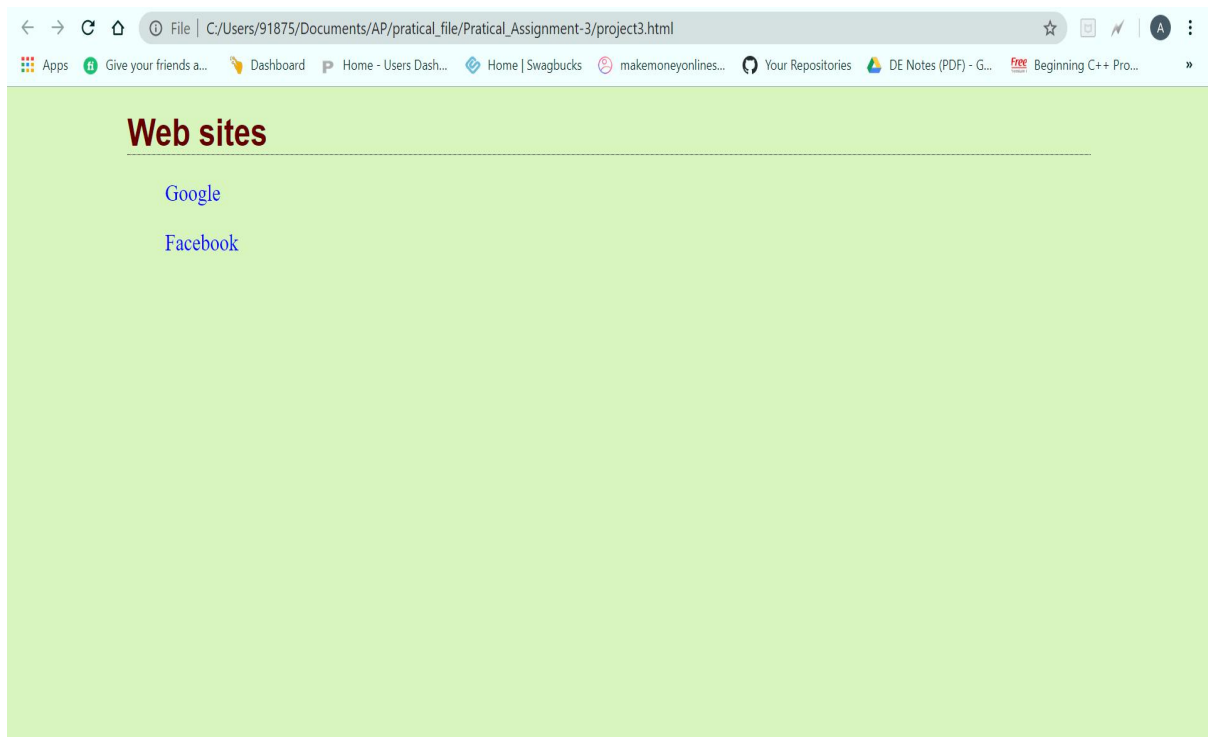 File | C:/Users/91875/Documents/AP/pratical_file/Pratical_Assignment-3/project3.html A
Apps fi Give your friends a... Dashboard P Home - Users Dash... Home | Swagbucks makemoneyonlines... Your Repositories DE Notes (PDF) - G... Free Beginning C++ Pro... »
Web sites
Google
Facebook